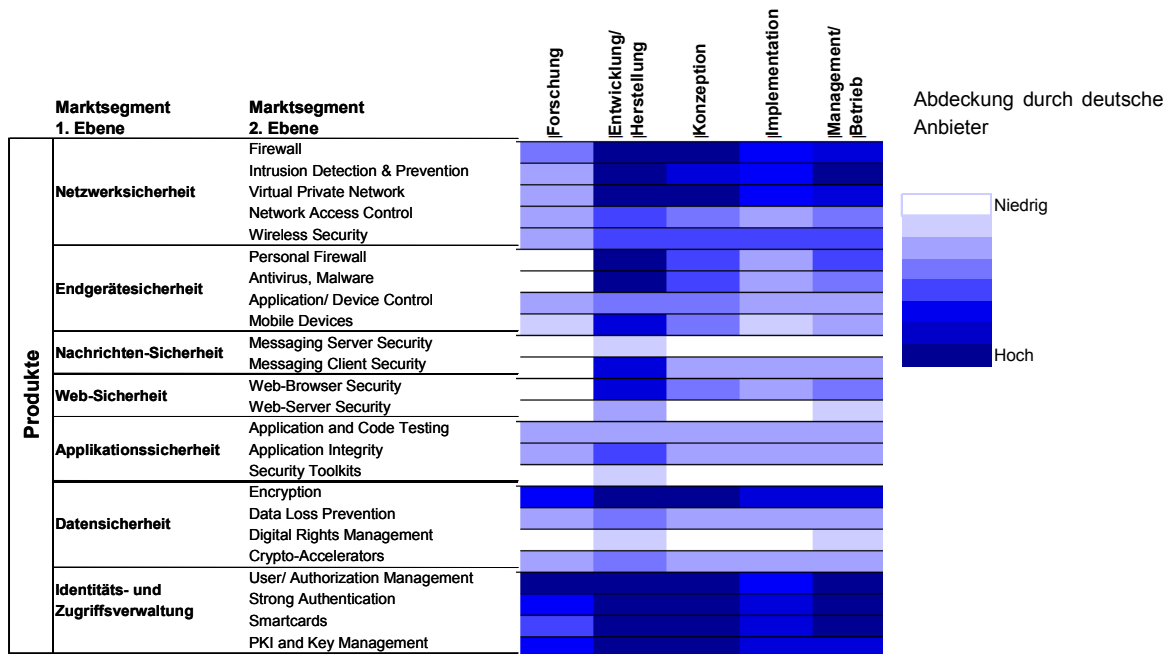 Forschung
Entwicklung/
Herstellung
Konzeption
Implementation
Management/
Betrieb
Marktsegment
1. Ebene
Marktsegment
2. Ebene
Abdeckung durch deutsche
Anbieter
Niedrig
Hoch
Produkte
Netzwerksicherheit
Firewall
Intrusion Detection & Prevention
Virtual Private Network
Network Access Control
Wireless Security
Endgerätesicherheit
Personal Firewall
Antivirus, Malware
Application/ Device Control
Mobile Devices
Nachrichten-Sicherheit
Messaging Server Security
Messaging Client Security
Web-Sicherheit
Web-Browser Security
Web-Server Security
Applikationssicherheit
Application and Code Testing
Application Integrity
Security Toolkits
Datensicherheit
Encryption
Data Loss Prevention
Digital Rights Management
Crypto-Accelerators
Identitäts- und
Zugriffsverwaltung
User/ Authorization Management
Strong Authentication
Smartcards
PKI and Key Management